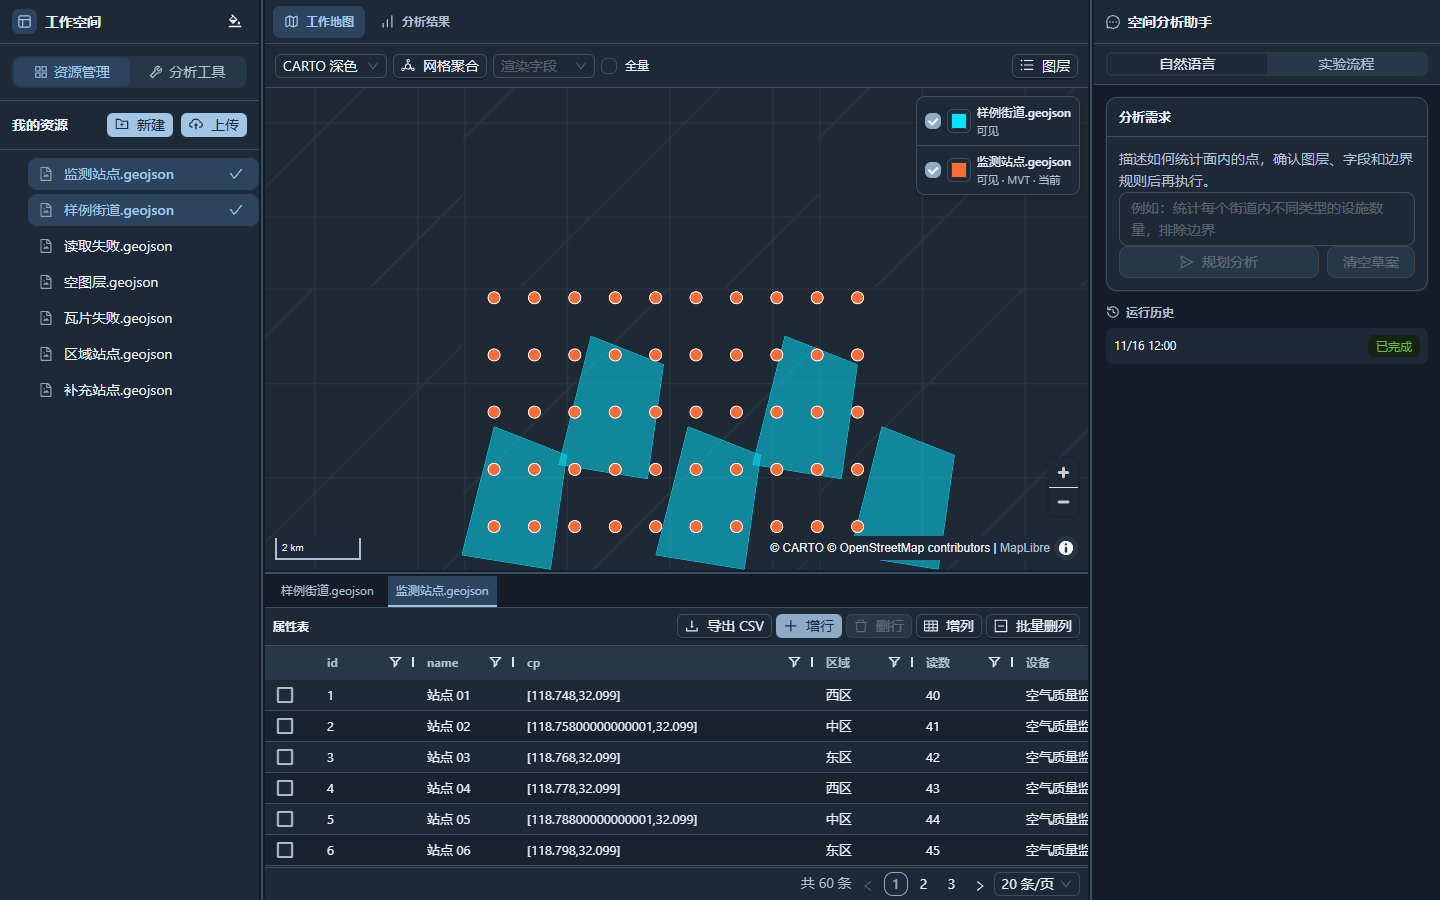 工作空间
资源管理
分析工具
我的资源
新建
上传
监测站点.geojson
样例街道.geojson
读取失败.geojson
空图层.geojson
瓦片失败.geojson
区域站点.geojson
补充站点.geojson
工作地图
分析结果
CARTO 深色
网格聚合
渲染字段
全量
图层
样例街道.geojson
可见
监测站点.geojson
可见 · MVT · 当前
2 km
© CARTO © OpenStreetMap contributors | MapLibre
样例街道.geojson
监测站点.geojson
属性表
导出 CSV
增行
删行
增列
批量删列
id name cp 区域 读数 设备
1 站点 01 [118.748,32.099] 西区 40 空气质量监
2 站点 02 [118.75800000000001,32.099] 中区 41 空气质量监
3 站点 03 [118.768,32.099] 东区 42 空气质量监
4 站点 04 [118.778,32.099] 西区 43 空气质量监
5 站点 05 [118.78800000000001,32.099] 中区 44 空气质量监
6 站点 06 [118.798,32.099] 东区 45 空气质量监
共 60 条 1 2 3 20 条/页
空间分析助手
自然语言
实验流程
分析需求
描述如何统计面内的点，确认图层、字段和边界
规则后再执行。
例如：统计每个街道内不同类型的设施数
量，排除边界
规划分析
清空草案
运行历史
11/16 12:00
已完成